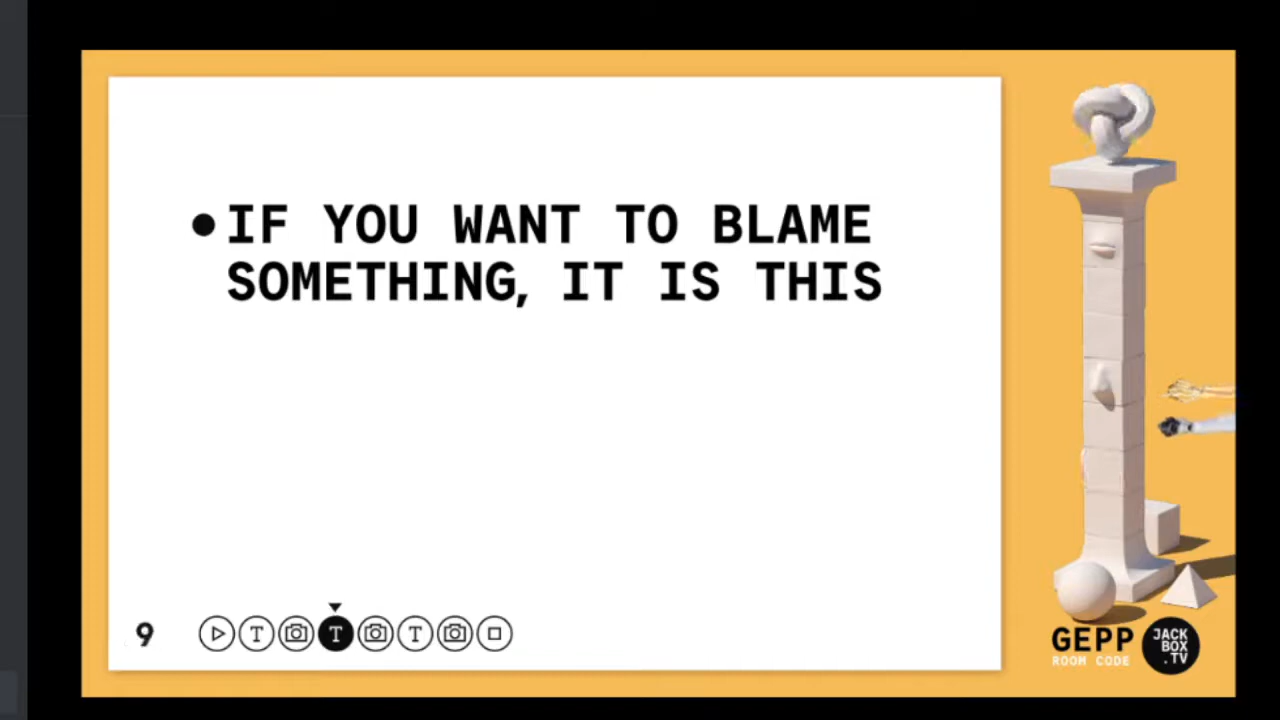 ● IF YOU WANT TO BLAME
SOMETHING, IT IS THIS
9
T T T
GEPP
ROOM CODE
JACK
BOX
.TV